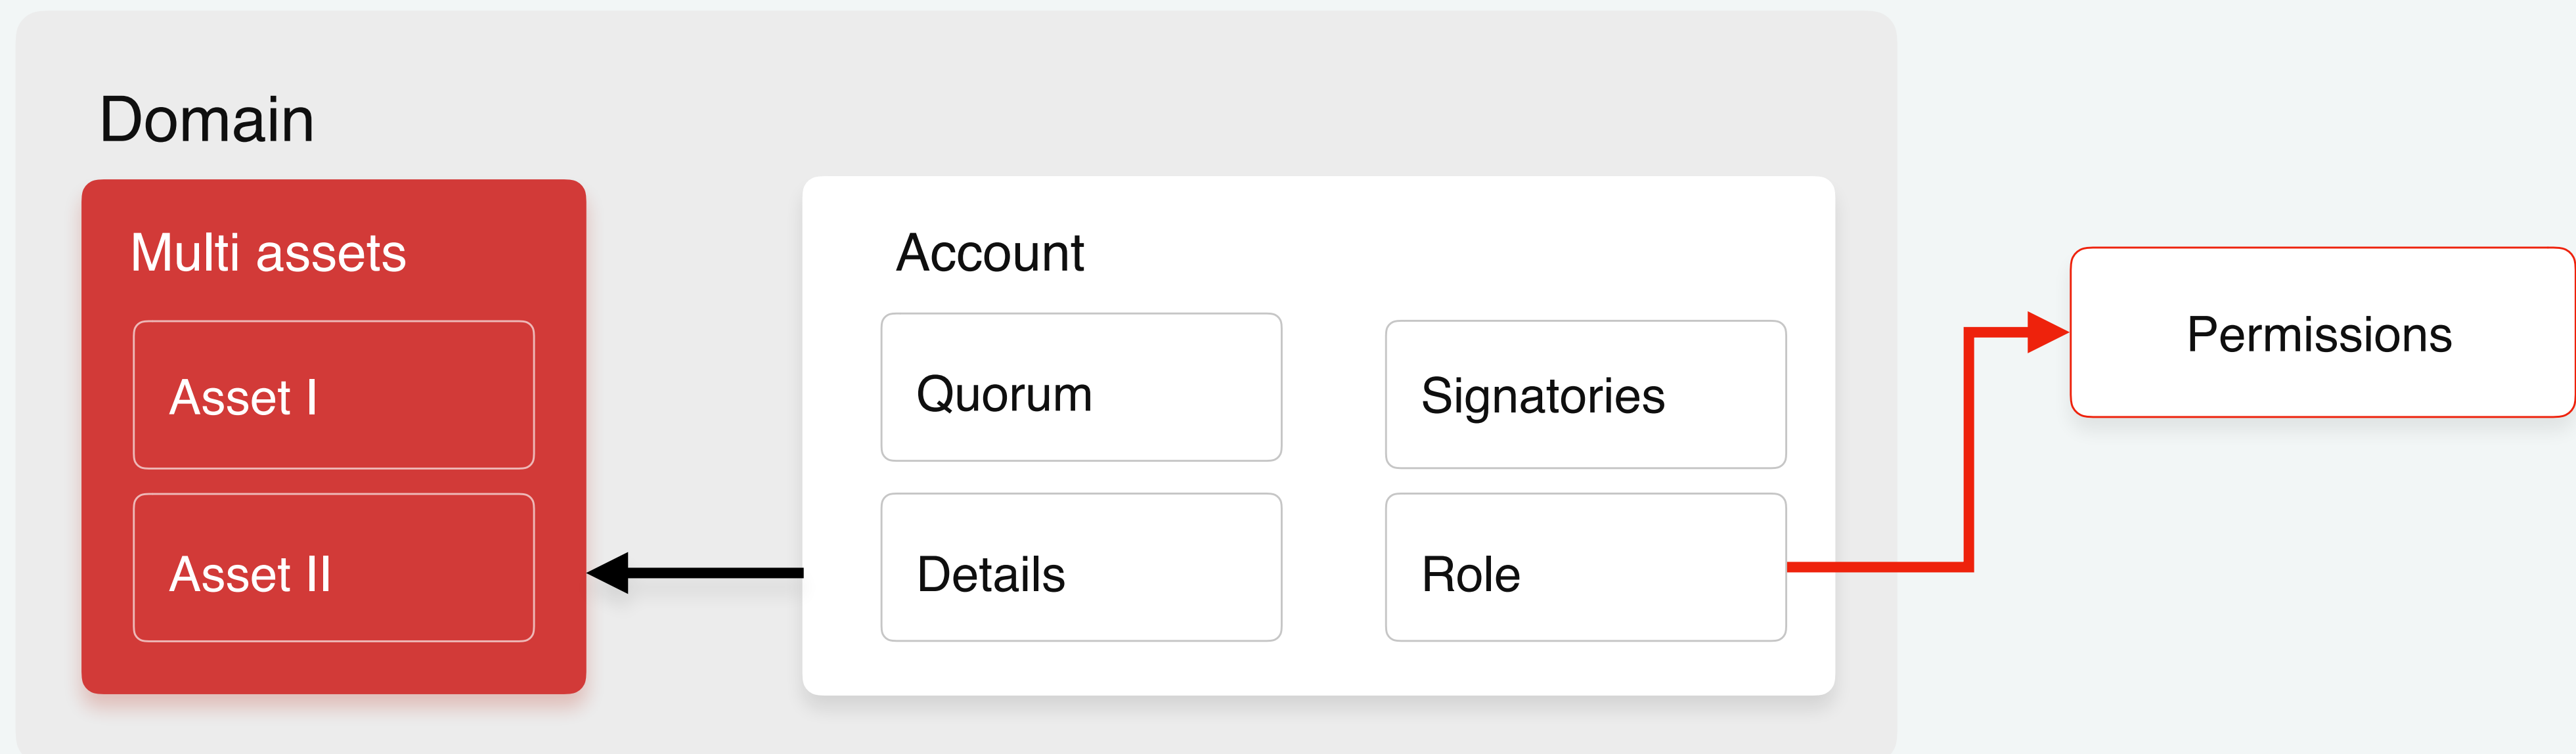 Domain
Multi assets
Asset I
Asset II
Account
Quorum
Signatories
Details
Role
Permissions